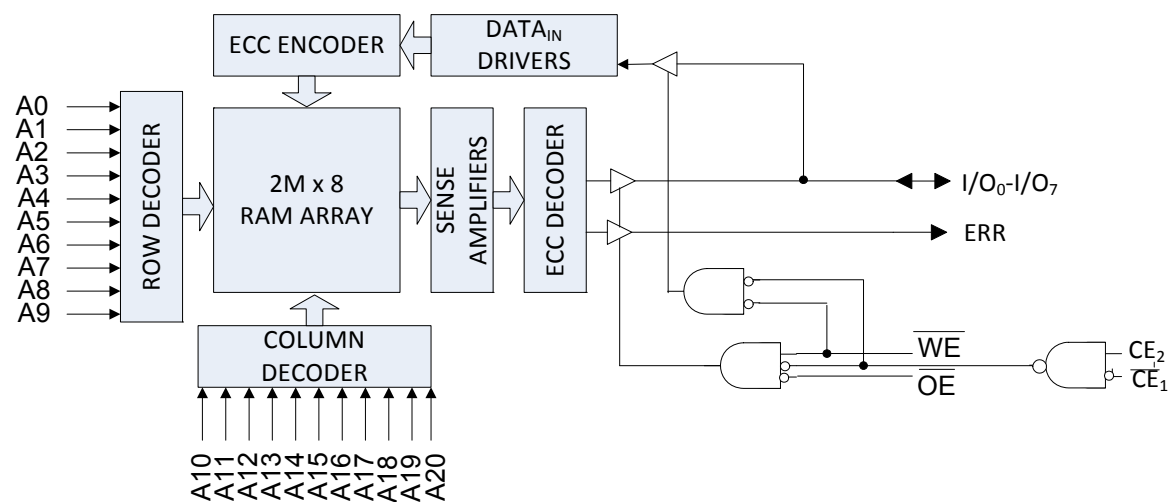 ECC ENCODER
DATAIN
DRIVERS
A0
A1
A2
A3
A4
A5
A6
A7
A8
A9
ROW DECODER
2M x 8
RAM ARRAY
SENSE
AMPLIFIERS
ECC DECODER
I/O0-I/O7
ERR
COLUMN
DECODER
WE
OE
CE2
CE1
A10
A11
A12
A13
A14
A15
A16
A17
A18
A19
A20